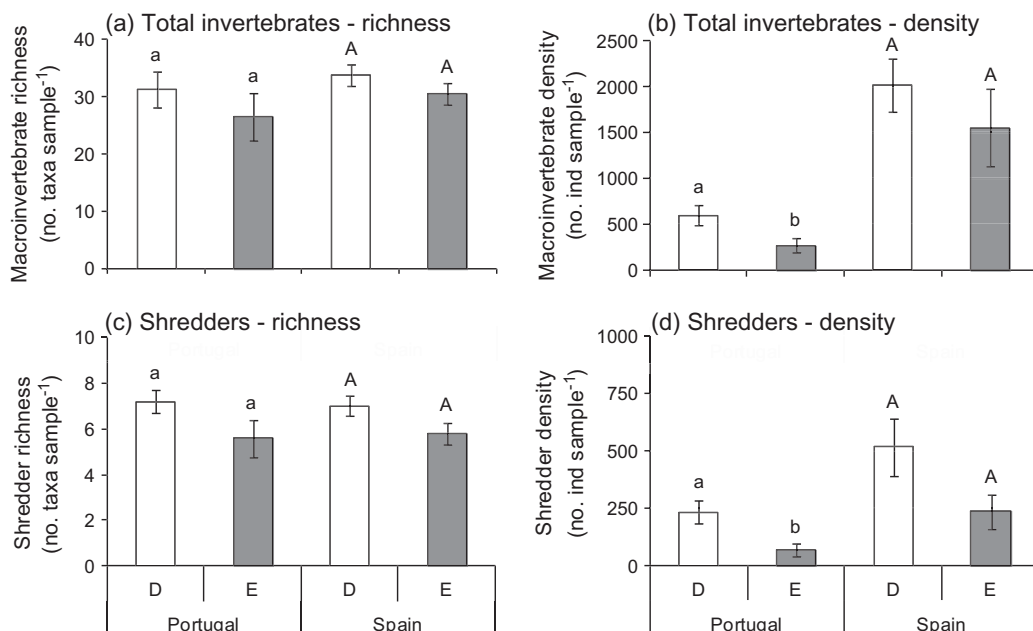 (a) Total invertebrates - richness
Macroinvertebrate richness
(no. taxa sample⁻¹)
40
30
20
10
0
a
a
A
A
(b) Total invertebrates - density
Macroinvertebrate density
(no. ind sample⁻¹)
2500
2000
1500
1000
500
0
a
b
A
A
(c) Shredders - richness
Shredder richness
(no. taxa sample⁻¹)
10
8
6
4
2
0
Portugal
Spain
a
a
A
A
D
E
D
E
Portugal
Spain
(d) Shredders - density
Shredder density
(no. ind sample⁻¹)
1000
750
500
250
0
Portugal
Spain
a
b
A
A
D
E
D
E
Portugal
Spain